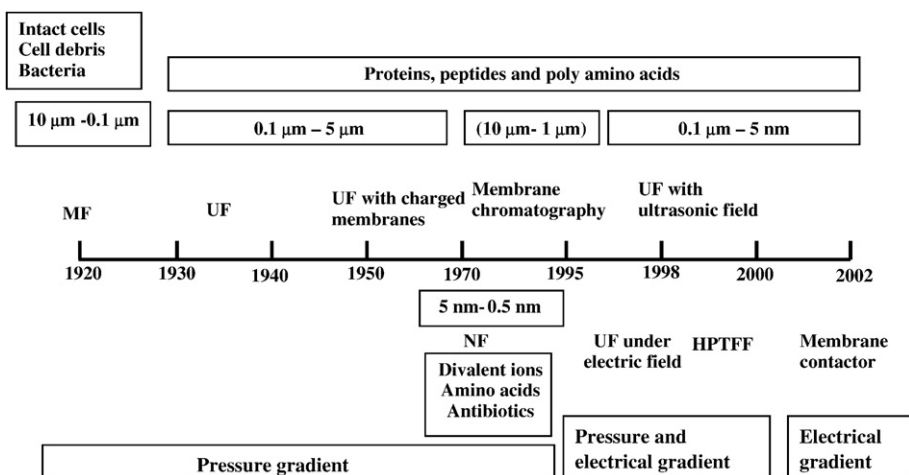 Intact cells
Cell debris
Bacteria
Proteins, peptides and poly amino acids
10 μm -0.1 μm
0.1 μm – 5 μm
(10 μm- 1 μm)
0.1 μm – 5 nm
MF
UF
UF with charged
membranes
Membrane
chromatography
UF with
ultrasonic field
1920
1930
1940
1950
1970
1995
1998
2000
2002
5 nm- 0.5 nm
NF
UF under
electric field
HPTFF
Membrane
contactor
Divalent ions
Amino acids
Antibiotics
Pressure gradient
Pressure and
electrical gradient
Electrical
gradient